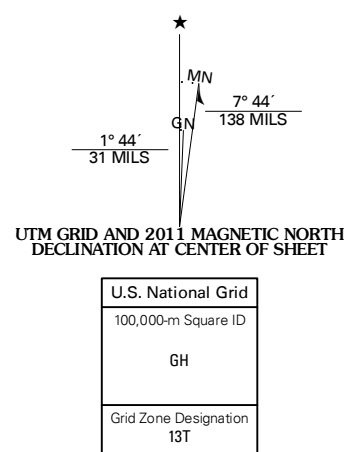 ★
MN
GN
7° 44´
138 MILS
1° 44´
31 MILS
UTM GRID AND 2011 MAGNETIC NORTH
DECLINATION AT CENTER OF SHEET
U.S. National Grid
100,000-m Square ID
GH
Grid Zone Designation
13T